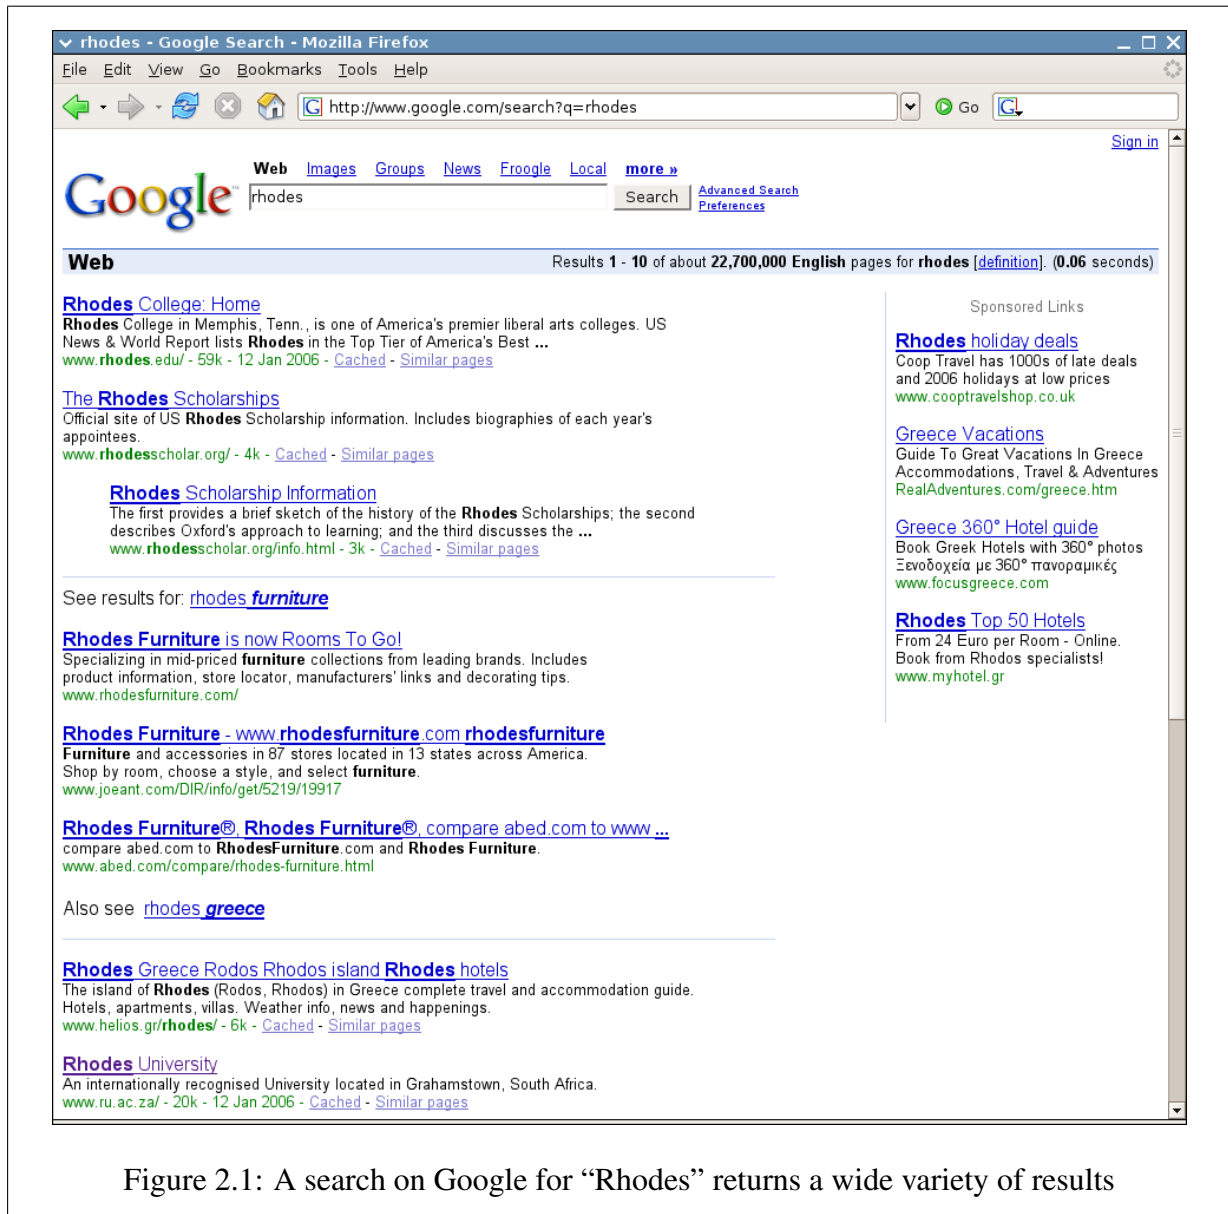 rhodes - Google Search - Mozilla Firefox
File Edit View Go Bookmarks Tools Help
http://www.google.com/search?q=rhodes Go
Sign in
Google™
Web Images Groups News Froogle Local more »
rhodes Search Advanced Search
Preferences
Web Results 1 - 10 of about 22,700,000 English pages for rhodes [definition]. (0.06 seconds)
Rhodes College: Home
Rhodes College in Memphis, Tenn., is one of America's premier liberal arts colleges. US
News & World Report lists Rhodes in the Top Tier of America's Best ...
www.rhodes.edu/ - 59k - 12 Jan 2006 - Cached - Similar pages
The Rhodes Scholarships
Official site of US Rhodes Scholarship information. Includes biographies of each year's
appointees.
www.rhodesscholar.org/ - 4k - Cached - Similar pages
Rhodes Scholarship Information
The first provides a brief sketch of the history of the Rhodes Scholarships; the second
describes Oxford's approach to learning; and the third discusses the ...
www.rhodesscholar.org/info.html - 3k - Cached - Similar pages
See results for: rhodes furniture
Rhodes Furniture is now Rooms To Go!
Specializing in mid-priced furniture collections from leading brands. Includes
product information, store locator, manufacturers' links and decorating tips.
www.rhodesfurniture.com/
Rhodes Furniture - www.rhodesfurniture.com rhodesfurniture
Furniture and accessories in 87 stores located in 13 states across America.
Shop by room, choose a style, and select furniture.
www.joeant.com/DIR/info/get/5219/19917
Rhodes Furniture®, Rhodes Furniture®, compare abed.com to www ...
compare abed.com to RhodesFurniture.com and Rhodes Furniture.
www.abed.com/compare/rhodes-furniture.html
Also see rhodes greece
Rhodes Greece Rodos Rhodos island Rhodes hotels
The island of Rhodes (Rodos, Rhodos) in Greece complete travel and accommodation guide.
Hotels, apartments, villas. Weather info, news and happenings.
www.helios.gr/rhodes/ - 6k - Cached - Similar pages
Rhodes University
An internationally recognised University located in Grahamstown, South Africa.
www.ru.ac.za/ - 20k - 12 Jan 2006 - Cached - Similar pages
Sponsored Links
Rhodes holiday deals
Coop Travel has 1000s of late deals
and 2006 holidays at low prices
www.cooptravelshop.co.uk
Greece Vacations
Guide To Great Vacations In Greece
Accommodations, Travel & Adventures
RealAdventures.com/greece.htm
Greece 360° Hotel guide
Book Greek Hotels with 360° photos
Ξενοδοχεία με 360° πανοραμικές
www.focusgreece.com
Rhodes Top 50 Hotels
From 24 Euro per Room - Online.
Book from Rhodos specialists!
www.myhotel.gr
Figure 2.1: A search on Google for “Rhodes” returns a wide variety of results